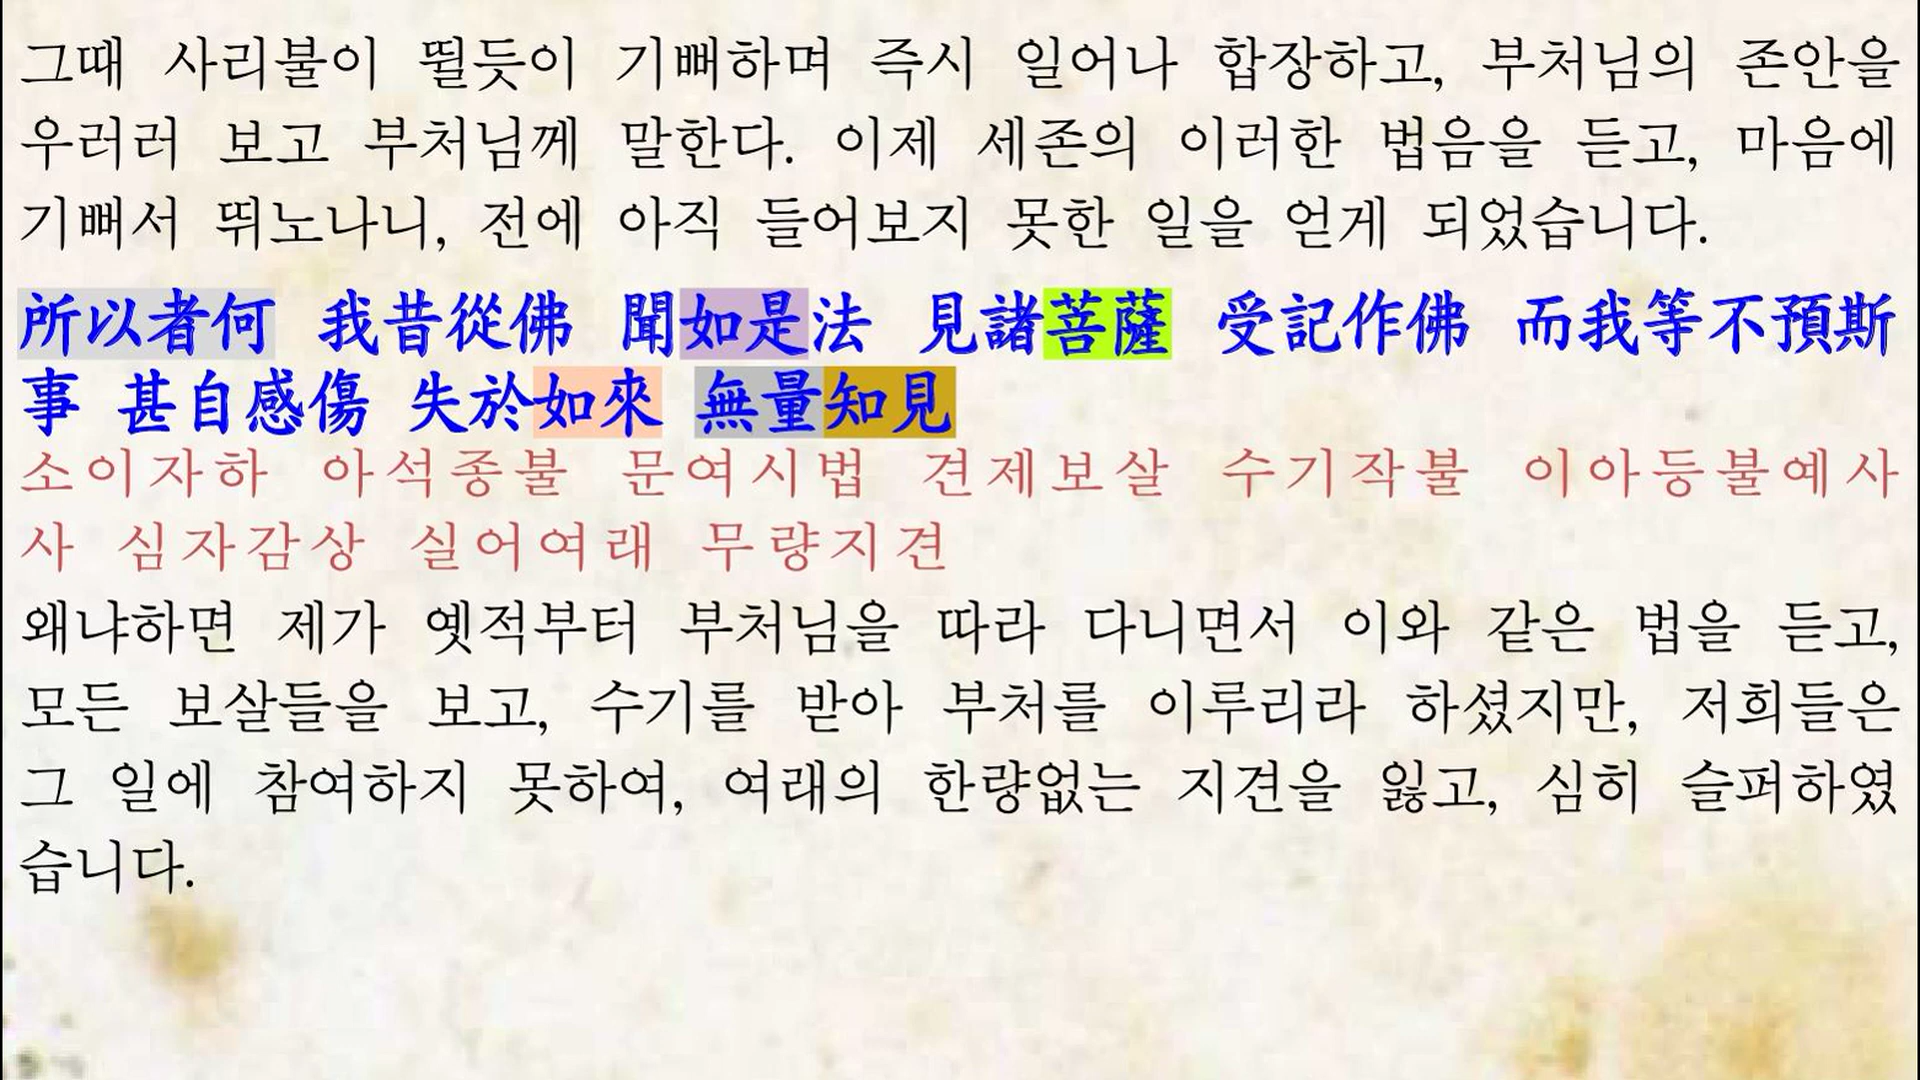 그때 사리불이 뛸듯이 기뻐하며 즉시 일어나 합장하고, 부처님의 존안을
우러러 보고 부처님께 말한다. 이제 세존의 이러한 법음을 듣고, 마음에
기뻐서 뛰노나니, 전에 아직 들어보지 못한 일을 얻게 되었습니다.
所以者何 我昔從佛 聞如是法 見諸菩薩 受記作佛 而我等不預斯
事 甚自感傷 失於如來 無量知見
소이자하 아석종불 문여시법 견제보살 수기작불 이아등불예사
사 심자감상 실어여래 무량지견
왜냐하면 제가 옛적부터 부처님을 따라 다니면서 이와 같은 법을 듣고,
모든 보살들을 보고, 수기를 받아 부처를 이루리라 하셨지만, 저희들은
그 일에 참여하지 못하여, 여래의 한량없는 지견을 잃고, 심히 슬퍼하였
습니다.